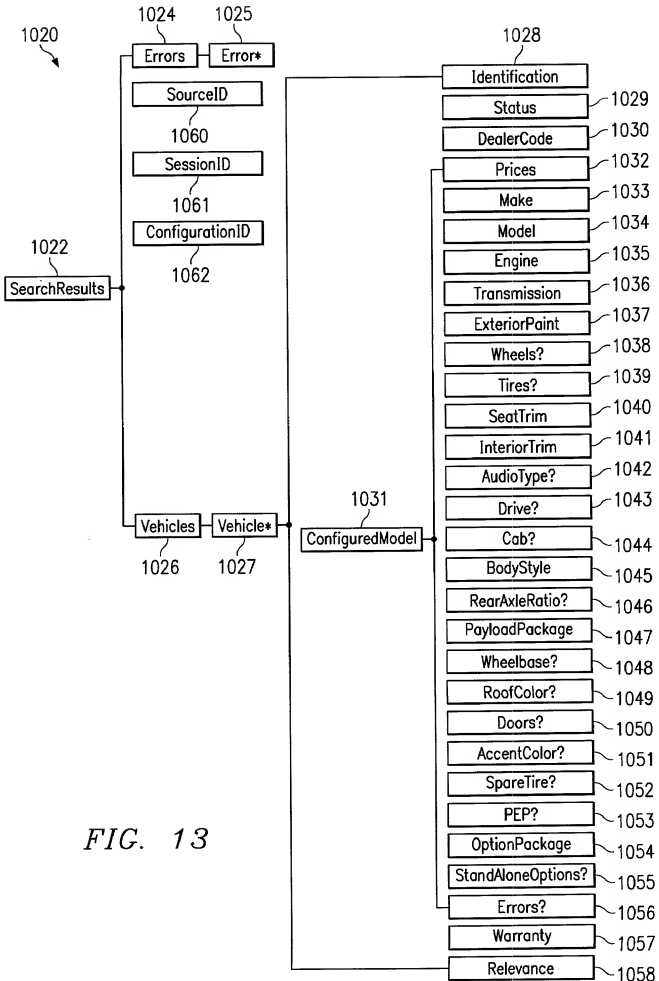 1020
1024
1025
Errors
Error*
SourceID
1060
SessionID
1061
ConfigurationID
1062
1022
SearchResults
Vehicles
Vehicle*
1026
1027
1031
ConfiguredModel
1028
Identification
Status 1029
DealerCode 1030
Prices 1032
Make 1033
Model 1034
Engine 1035
Transmission 1036
ExteriorPaint 1037
Wheels? 1038
Tires? 1039
SeatTrim 1040
InteriorTrim 1041
AudioType? 1042
Drive? 1043
Cab? 1044
BodyStyle 1045
RearAxleRatio? 1046
PayloadPackage 1047
Wheelbase? 1048
RoofColor? 1049
Doors? 1050
AccentColor? 1051
SpareTire? 1052
PEP? 1053
OptionPackage 1054
StandAloneOptions? 1055
Errors? 1056
Warranty 1057
Relevance 1058
FIG. 13